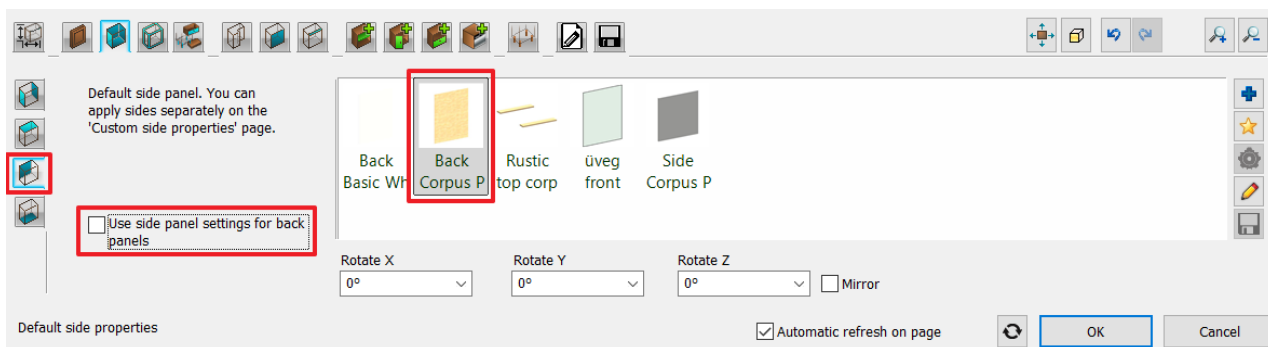 Default side panel. You can
apply sides separately on the
'Custom side properties' page.
Use side panel settings for back
panels
Back
Basic Wh
Back
Corpus P
Rustic
top corp
üveg
front
Side
Corpus P
Rotate X
Rotate Y
Rotate Z
0°
0°
0°
Mirror
Default side properties
Automatic refresh on page
OK
Cancel